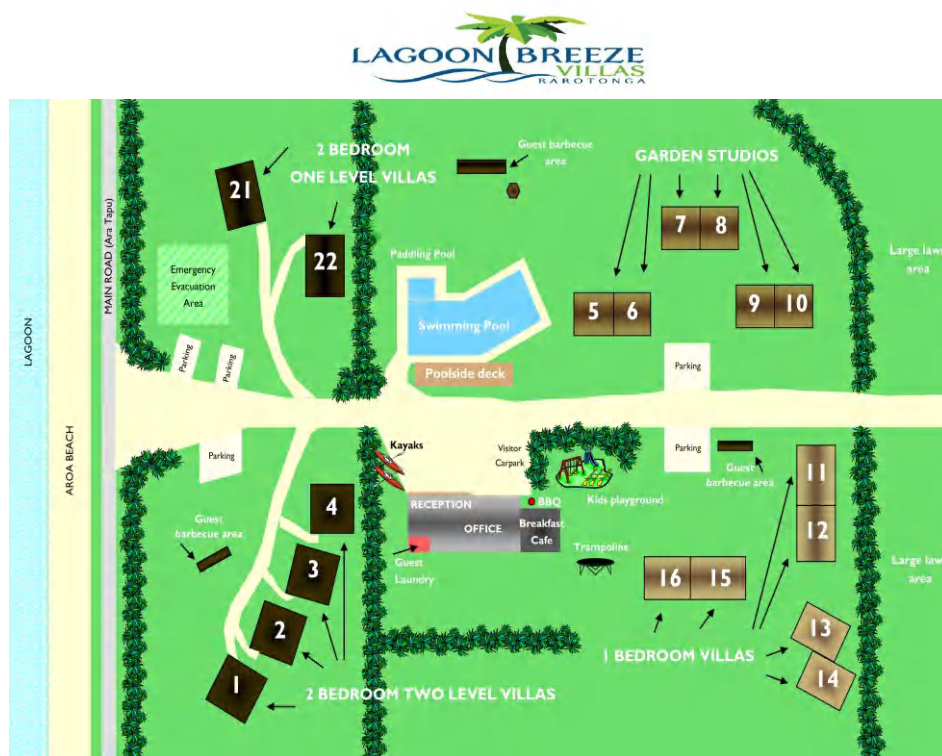 LAGOON BREEZE
VILLAS
RAROTONGA
2 BEDROOM
ONE LEVEL VILLAS
21
22
Guest barbecue
area
GARDEN STUDIOS
7 8
5 6
9 10
Large lawn
area
Emergency
Evacuation
Area
Paddling Pool
Swimming Pool
Poolside deck
LAGOON
AROA BEACH
MAIN ROAD (Ara Tapu)
Parking
Parking
Parking
Parking
Parking
Kayaks
Visitor
Carpark
Kids playground
Guest
barbecue area
RECEPTION
OFFICE
BBQ
Breakfast
Cafe
Guest
Laundry
Trampoline
Guest
barbecue area
4
3
2
1
2 BEDROOM TWO LEVEL VILLAS
11
12
16 15
13
14
1 BEDROOM VILLAS
Large law
area